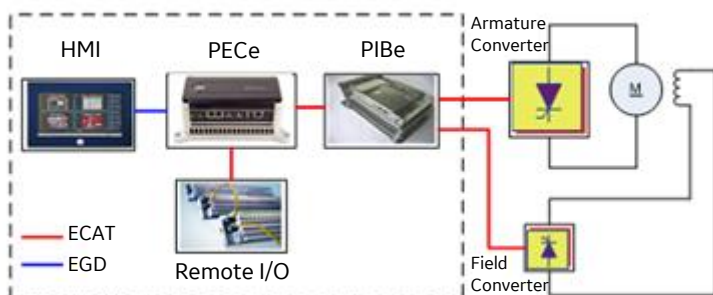 HMI
PECe
PIBe
Armature
Converter
M
ECAT
EGD
Remote I/O
Field
Converter